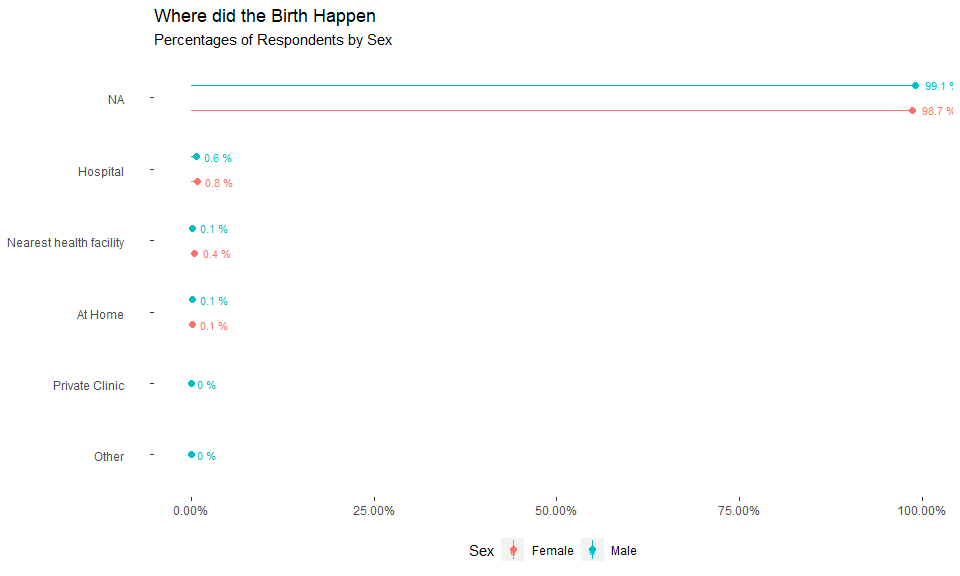 Where did the Birth Happen
Percentages of Respondents by Sex
NA
99.1 %
98.7 %
Hospital
0.6 %
0.8 %
Nearest health facility
0.1 %
0.4 %
At Home
0.1 %
0.1 %
Private Clinic
0 %
Other
0 %
0.00% 25.00% 50.00% 75.00% 100.00%
Sex Female Male